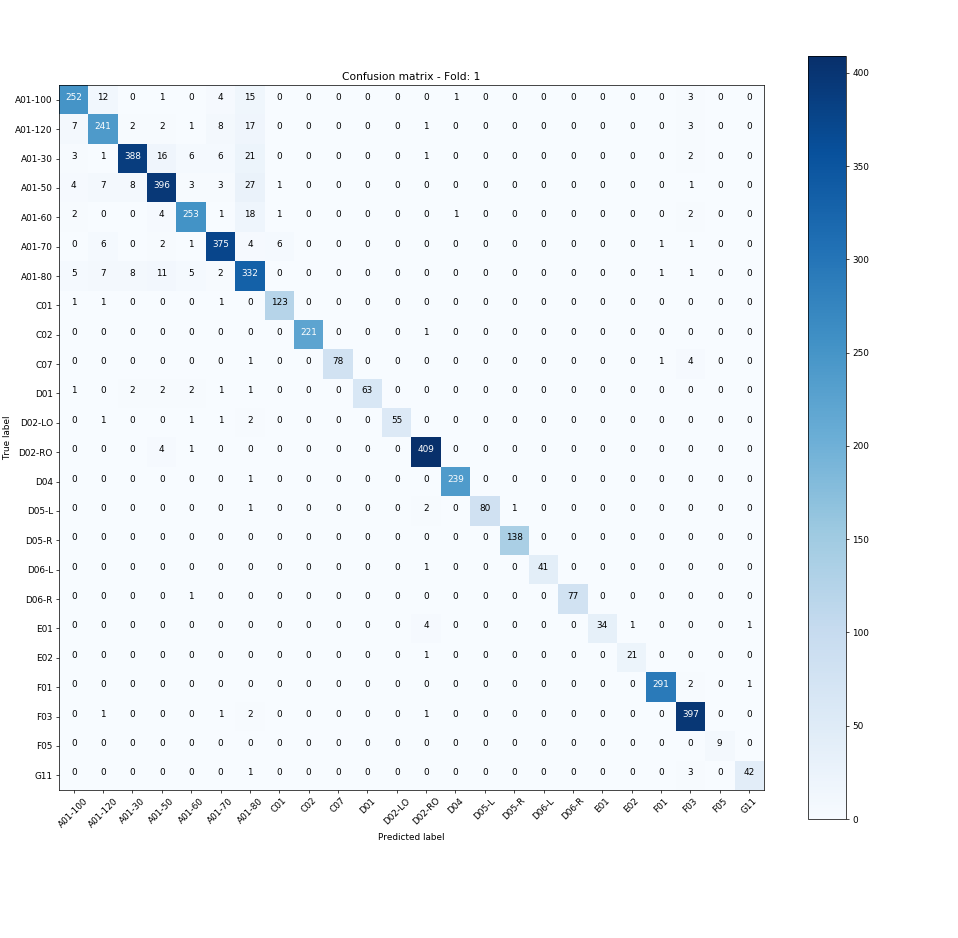 Confusion matrix - Fold: 1
A01-100 252 12 0 1 0 4 15 0 0 0 0 0 0 1 0 0 0 0 0 0 0 3 0 0
A01-120 7 241 2 2 1 8 17 0 0 0 0 0 1 0 0 0 0 0 0 0 0 3 0 0
A01-30 3 1 388 16 6 6 21 0 0 0 0 0 1 0 0 0 0 0 0 0 0 2 0 0
A01-50 4 7 8 396 3 3 27 1 0 0 0 0 0 0 0 0 0 0 0 0 0 1 0 0
A01-60 2 0 0 4 253 1 18 1 0 0 0 0 0 1 0 0 0 0 0 0 0 2 0 0
A01-70 0 6 0 2 1 375 4 6 0 0 0 0 0 0 0 0 0 0 0 0 1 1 0 0
A01-80 5 7 8 11 5 2 332 0 0 0 0 0 0 0 0 0 0 0 0 0 1 1 0 0
C01 1 1 0 0 0 1 0 123 0 0 0 0 0 0 0 0 0 0 0 0 0 0 0 0
C02 0 0 0 0 0 0 0 0 221 0 0 0 1 0 0 0 0 0 0 0 0 0 0 0
C07 0 0 0 0 0 0 1 0 0 78 0 0 0 0 0 0 0 0 0 0 1 4 0 0
D01 1 0 2 2 2 1 1 0 0 0 63 0 0 0 0 0 0 0 0 0 0 0 0 0
D02-LO 0 1 0 0 1 1 2 0 0 0 0 55 0 0 0 0 0 0 0 0 0 0 0 0
D02-RO 0 0 0 4 1 0 0 0 0 0 0 0 409 0 0 0 0 0 0 0 0 0 0 0
D04 0 0 0 0 0 0 1 0 0 0 0 0 0 239 0 0 0 0 0 0 0 0 0 0
D05-L 0 0 0 0 0 0 1 0 0 0 0 0 2 0 80 1 0 0 0 0 0 0 0 0
D05-R 0 0 0 0 0 0 0 0 0 0 0 0 0 0 0 138 0 0 0 0 0 0 0 0
D06-L 0 0 0 0 0 0 0 0 0 0 0 0 1 0 0 0 41 0 0 0 0 0 0 0
D06-R 0 0 0 0 1 0 0 0 0 0 0 0 0 0 0 0 0 77 0 0 0 0 0 0
E01 0 0 0 0 0 0 0 0 0 0 0 0 4 0 0 0 0 0 34 1 0 0 0 1
E02 0 0 0 0 0 0 0 0 0 0 0 0 1 0 0 0 0 0 0 21 0 0 0 0
F01 0 0 0 0 0 0 0 0 0 0 0 0 0 0 0 0 0 0 0 0 291 2 0 1
F03 0 1 0 0 0 1 2 0 0 0 0 0 1 0 0 0 0 0 0 0 0 397 0 0
F05 0 0 0 0 0 0 0 0 0 0 0 0 0 0 0 0 0 0 0 0 0 0 9 0
G11 0 0 0 0 0 0 1 0 0 0 0 0 0 0 0 0 0 0 0 0 0 3 0 42
True label
A01-100 A01-120 A01-30 A01-50 A01-60 A01-70 A01-80 C01 C02 C07 D01 D02-LO D02-RO D04 D05-L D05-R D06-L D06-R E01 E02 F01 F03 F05 G11
Predicted label
400
350
300
250
200
150
100
50
0